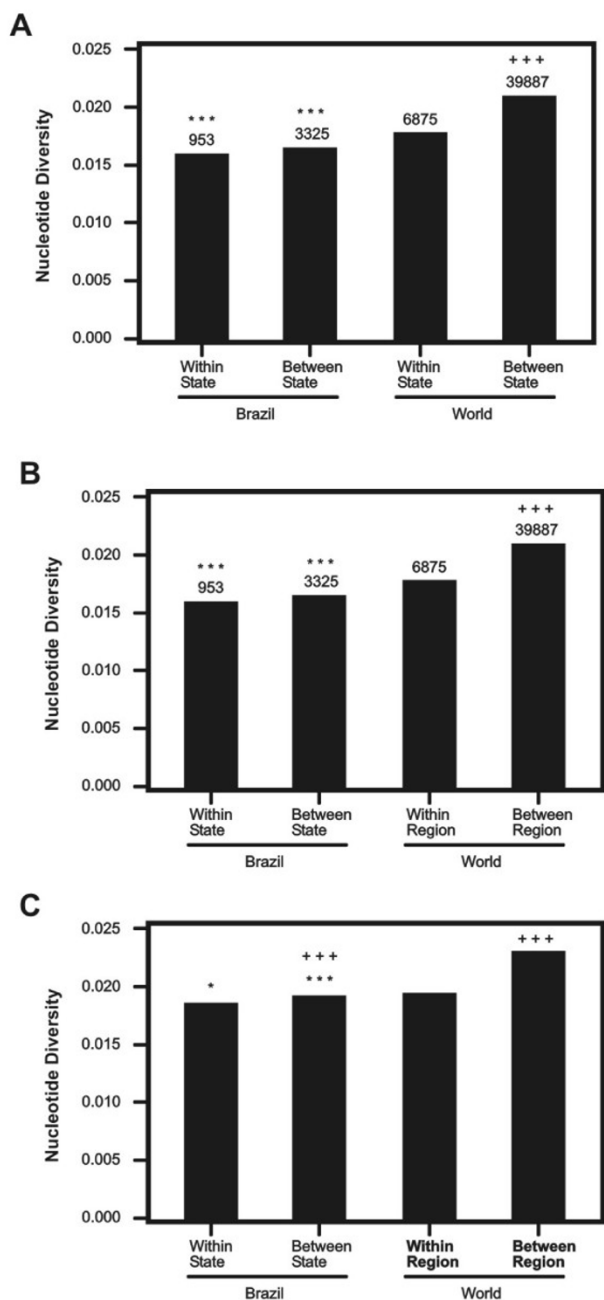 A
Nucleotide Diversity
0.025
0.020
0.015
0.010
0.005
0.000
* * *
953
* * *
3325
6875
+ + +
39887
Within
State
Between
State
Within
State
Between
State
Brazil
World
B
Nucleotide Diversity
0.025
0.020
0.015
0.010
0.005
0.000
* * *
953
* * *
3325
6875
+ + +
39887
Within
State
Between
State
Within
Region
Between
Region
Brazil
World
C
Nucleotide Diversity
0.025
0.020
0.015
0.010
0.005
0.000
*
+ + +
***
+ + +
Within
State
Between
State
Within
Region
Between
Region
Brazil
World